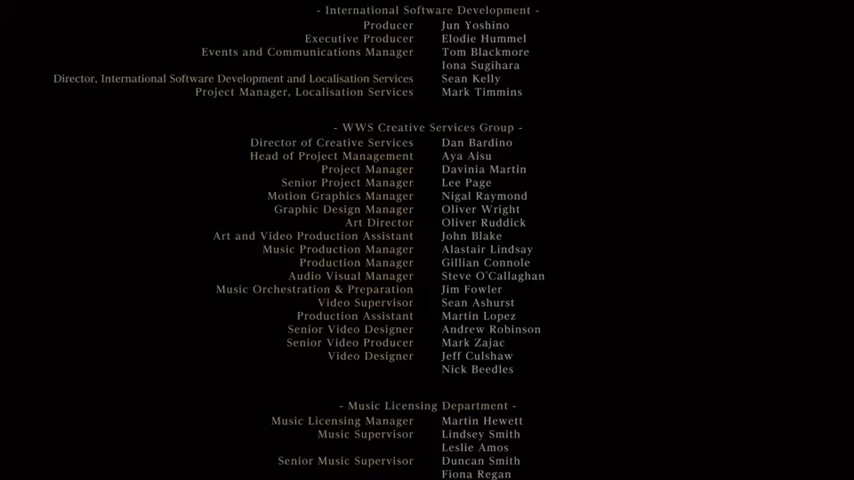 - International Software Development -
Producer Jun Yoshino
Executive Producer Elodie Hummel
Events and Communications Manager Tom Blackmore
Iona Sugihara
Director, International Software Development and Localisation Services Sean Kelly
Project Manager, Localisation Services Mark Timmins
- WWS Creative Services Group -
Director of Creative Services Dan Bardino
Head of Project Management Aya Aisu
Project Manager Davinia Martin
Senior Project Manager Lee Page
Motion Graphics Manager Nigal Raymond
Graphic Design Manager Oliver Wright
Art Director Oliver Ruddick
Art and Video Production Assistant John Blake
Music Production Manager Alastair Lindsay
Production Manager Gillian Connole
Audio Visual Manager Steve O'Callaghan
Music Orchestration & Preparation Jim Fowler
Video Supervisor Sean Ashurst
Production Assistant Martin Lopez
Senior Video Designer Andrew Robinson
Senior Video Producer Mark Zajac
Video Designer Jeff Culshaw
Nick Beedles
- Music Licensing Department -
Music Licensing Manager Martin Hewett
Music Supervisor Lindsey Smith
Leslie Amos
Senior Music Supervisor Duncan Smith
Fiona Regan